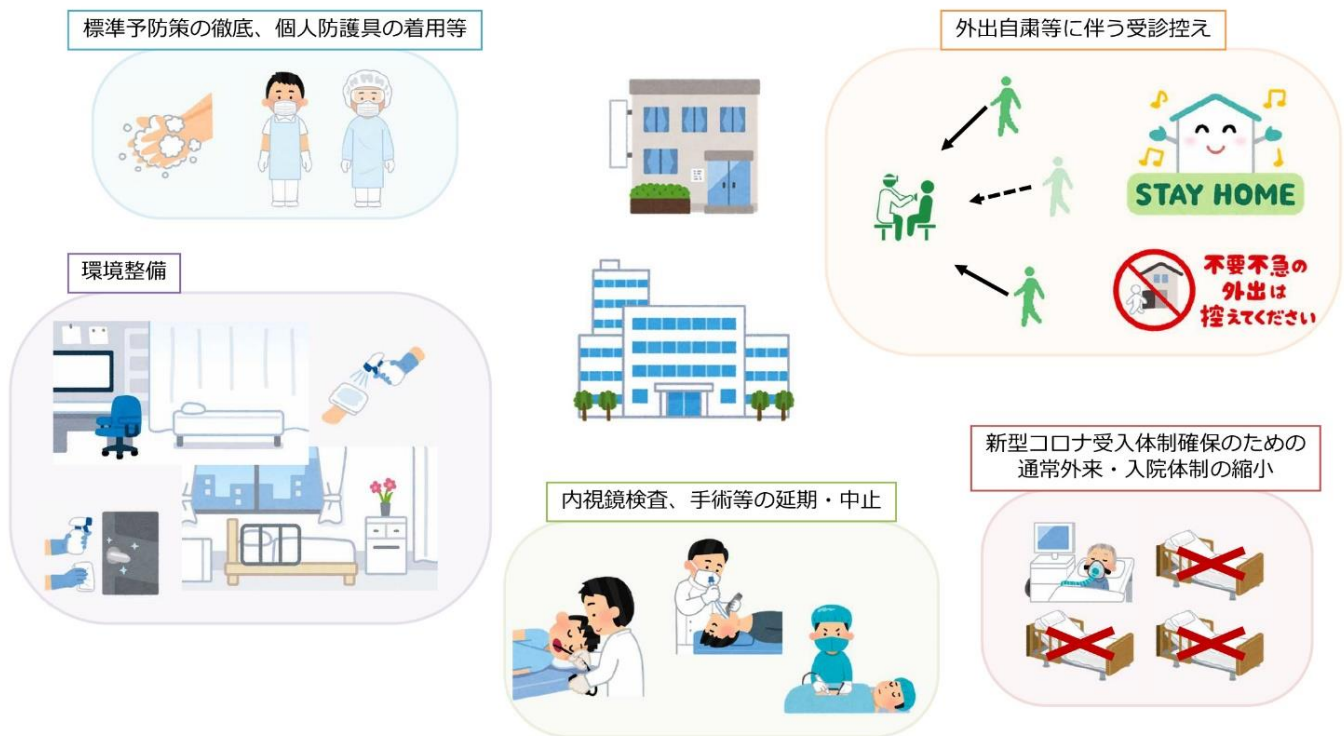 標準予防策の徹底、個人防護具の着用等
外出自粛等に伴う受診控え
STAY HOME
不要不急の
外出は
控えてください
環境整備
内視鏡検査、手術等の延期・中止
新型コロナ受入体制確保のための
通常外来・入院体制の縮小